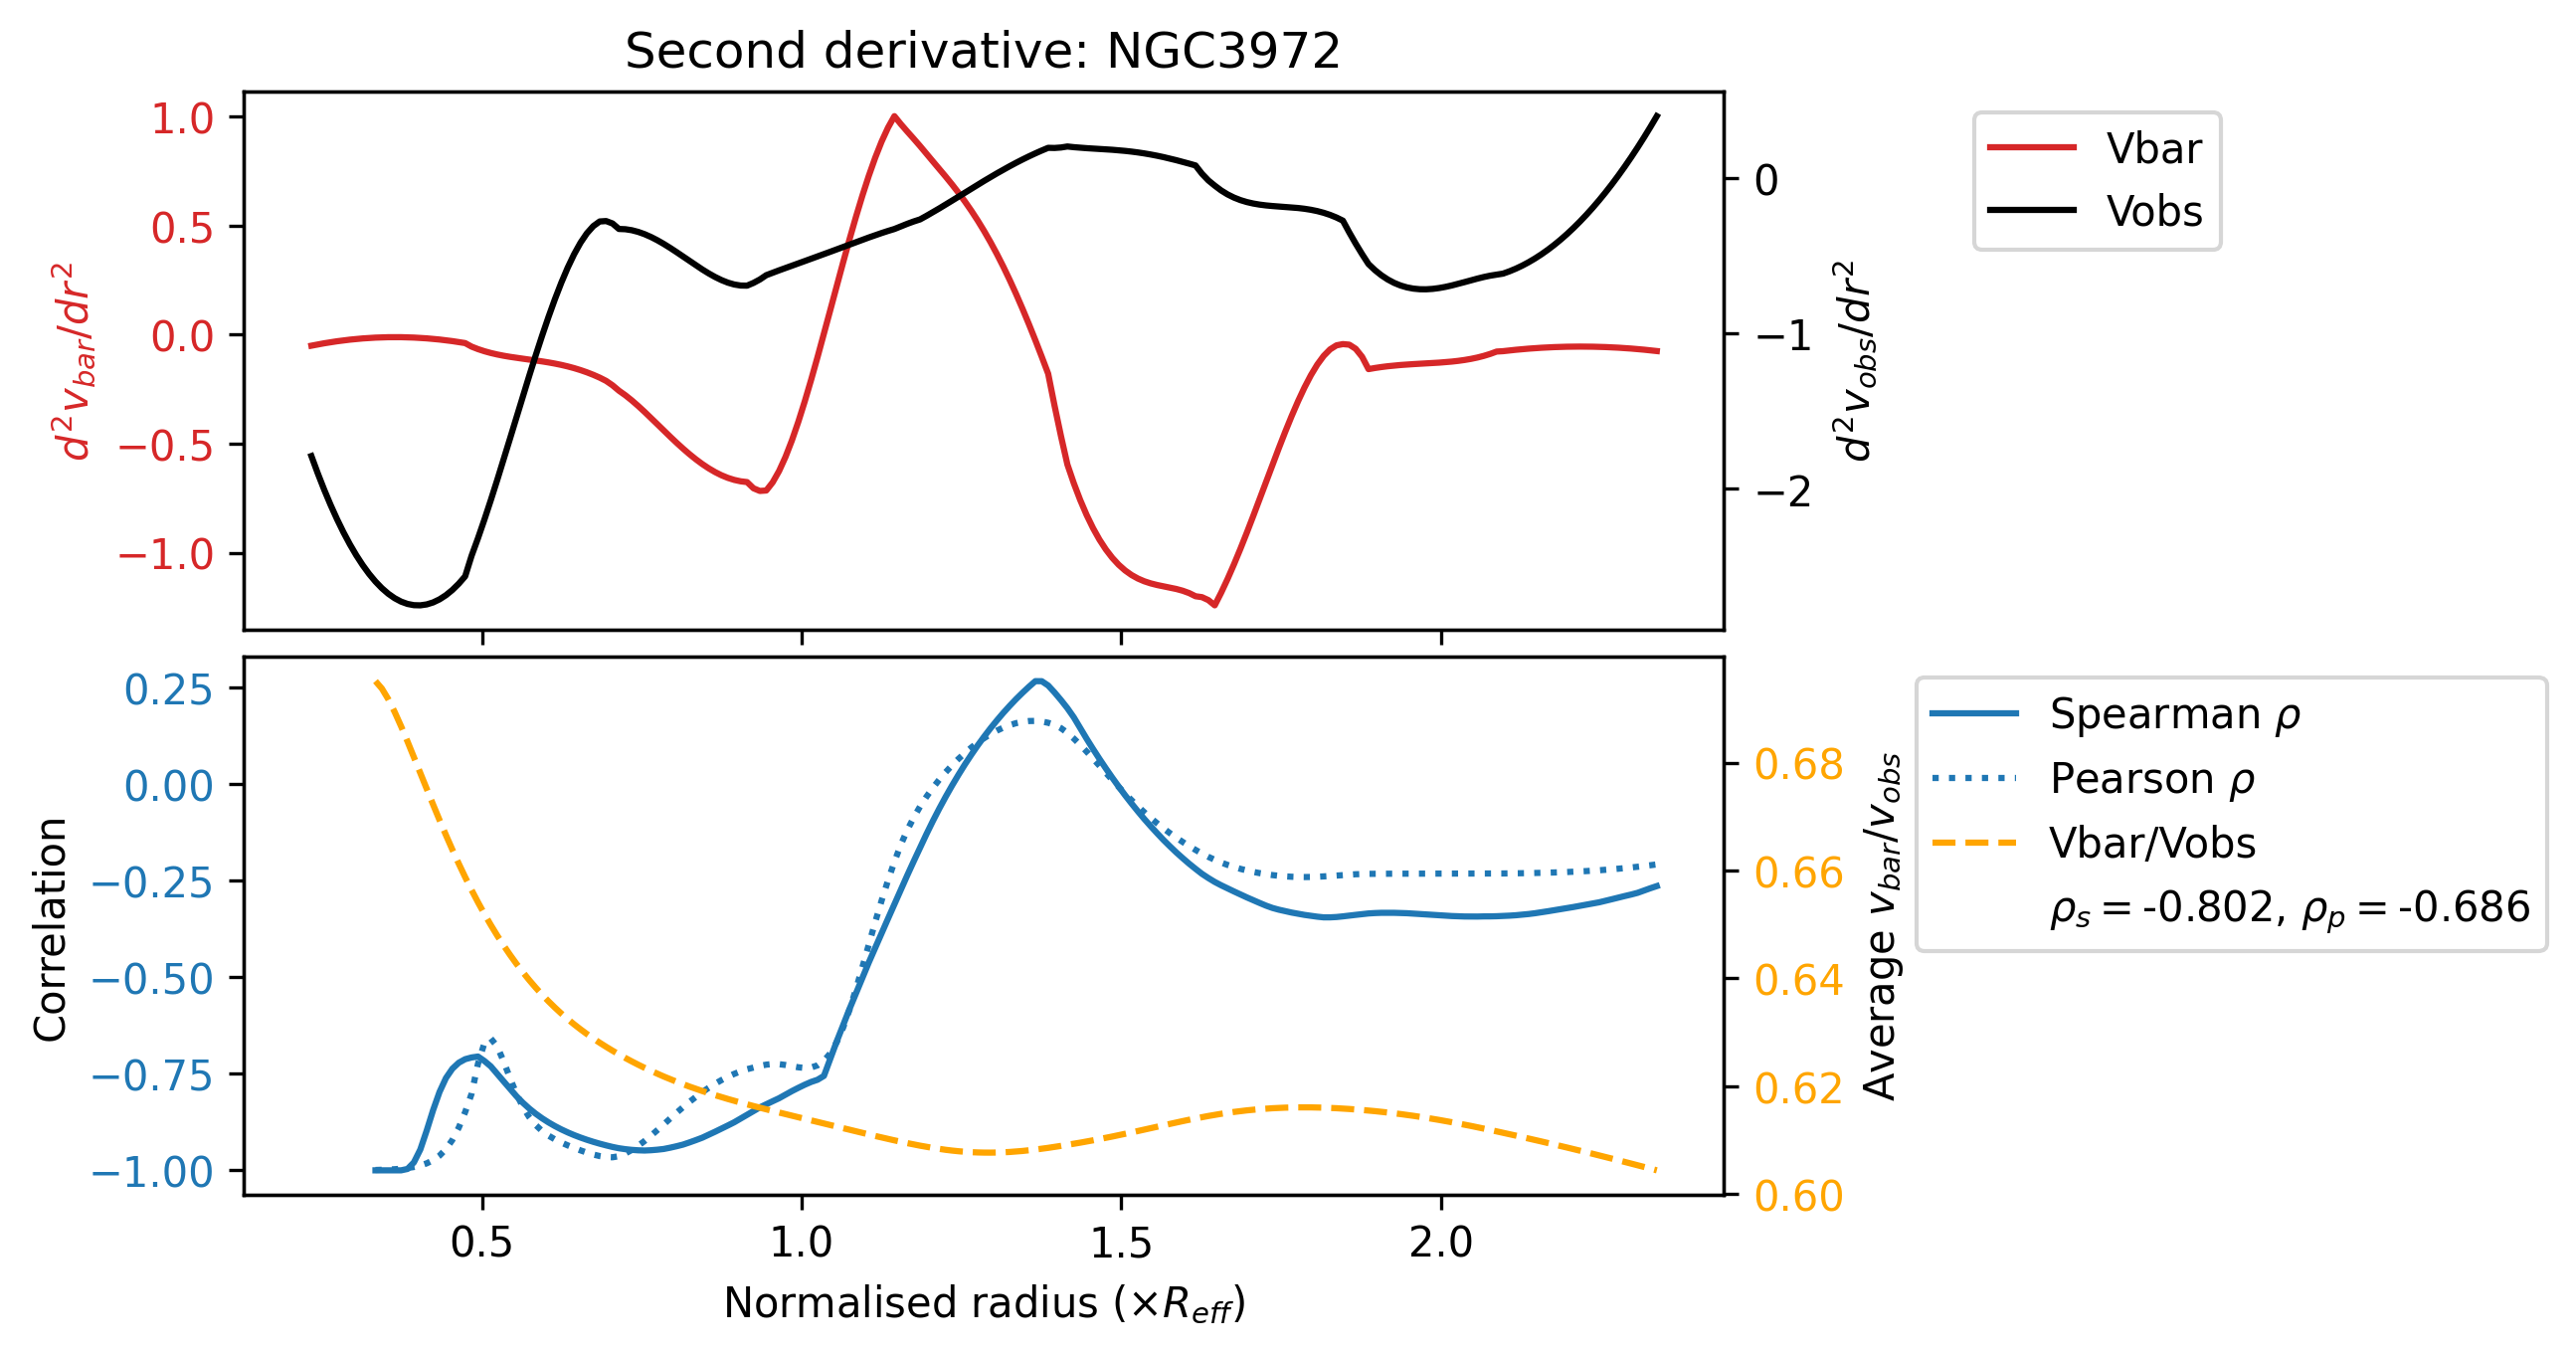 Second derivative: NGC3972
1.0
0.5
0.0
−0.5
−1.0
d²v_bar/dr²
0
−1
−2
d²v_obs/dr²
Vbar
Vobs
0.25
0.00
−0.25
−0.50
−0.75
−1.00
Correlation
0.68
0.66
0.64
0.62
0.60
Average v_bar/v_obs
Spearman ρ
Pearson ρ
Vbar/Vobs
ρ_s = -0.802, ρ_p = -0.686
0.5 1.0 1.5 2.0
Normalised radius (×R_eff)